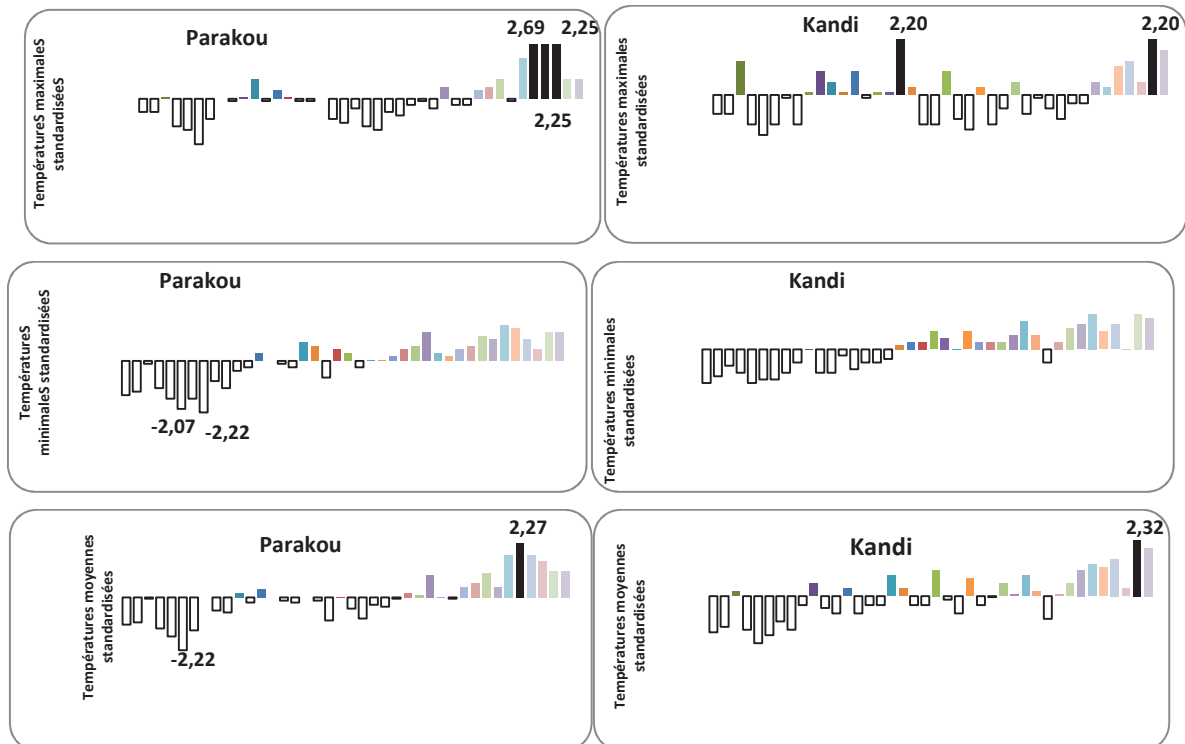 Parakou
2,69
2,25
2,25
TempératureS maximaleS
standardiséeS
Kandi
2,20
2,20
Températures maximales
standardisées
Parakou
-2,07
-2,22
TempératureS
minimaleS standardiséeS
Kandi
Températures minimales
standardisées
Parakou
2,27
-2,22
Températures moyennes
standardisées
Kandi
2,32
Températures moyennes
standardisées